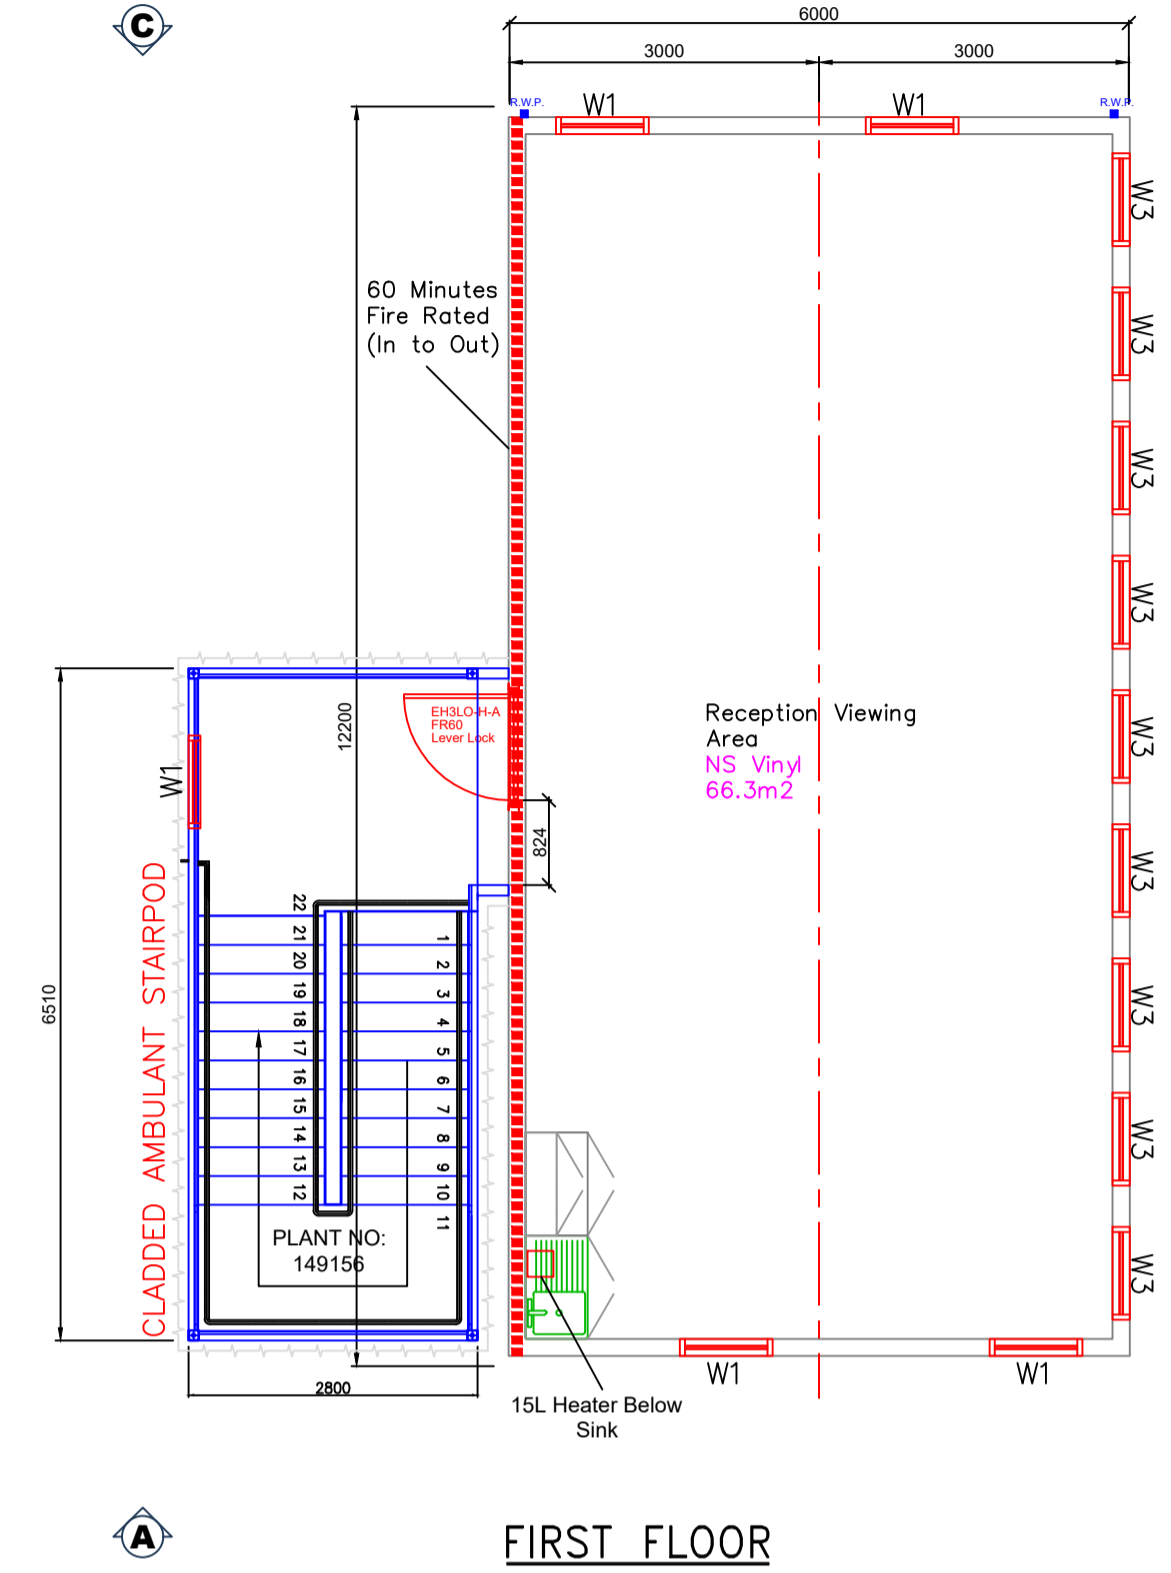 C
6000
3000
3000
R.W.P.
W1
W1
R.W.P.
W3
60 Minutes
Fire Rated
(In to Out)
W3
W3
W3
12200
EH3LO-H-A
FR60
Lever Lock
Reception Viewing
Area
NS Vinyl
66.3m2
W1
W3
824
W3
CLADDED AMBULANT STAIRPOD
6510
22
21
20
19
18
17
16
15
14
13
12
1
2
3
4
5
6
7
8
9
10
11
W3
W3
W3
PLANT NO:
149156
2800
W1
W1
15L Heater Below
Sink
A
FIRST FLOOR